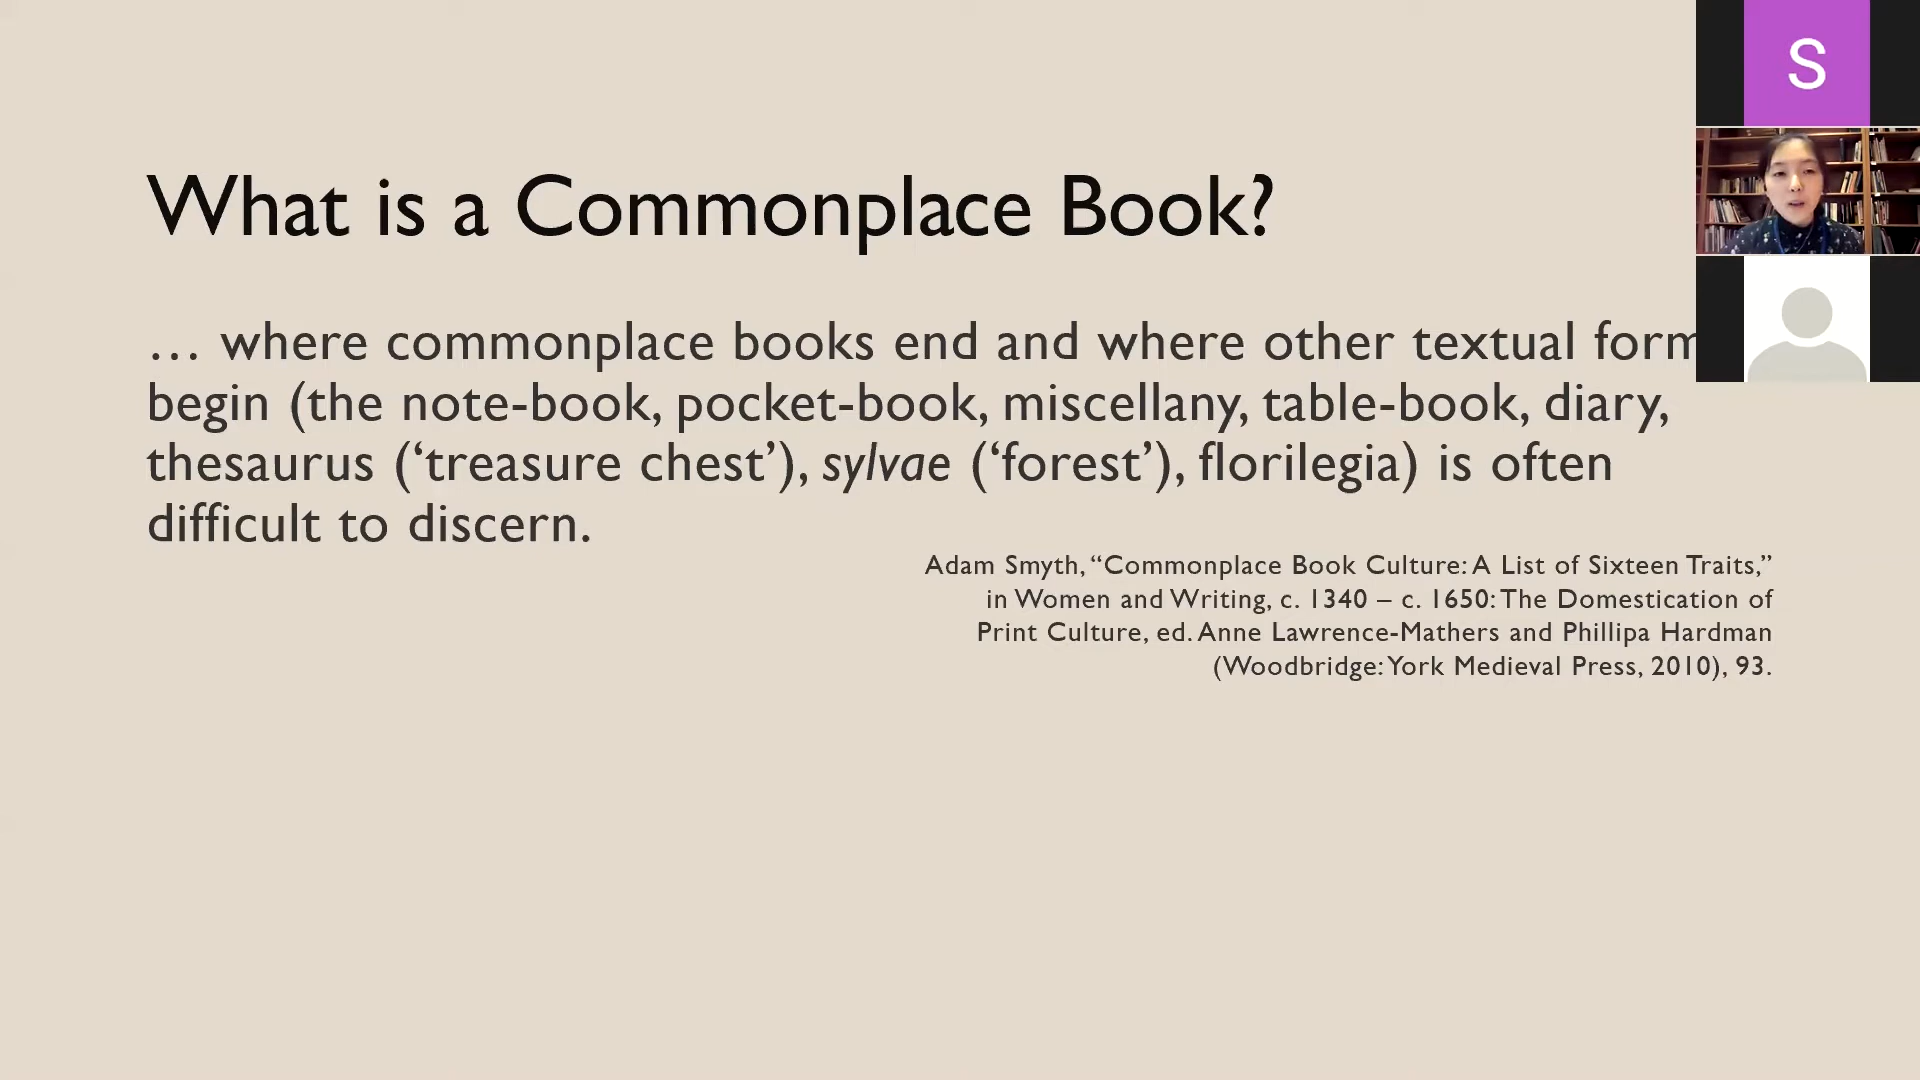 What is a Commonplace Book?
… where commonplace books end and where other textual
begin (the note-book, pocket-book, miscellany, table-book, diary,
thesaurus (‘treasure chest’), sylvae (‘forest’), florilegia) is often
difficult to discern.
Adam Smyth, “Commonplace Book Culture: A List of Sixteen Traits,”
in Women and Writing, c. 1340 – c. 1650: The Domestication of
Print Culture, ed. Anne Lawrence-Mathers and Phillipa Hardman
(Woodbridge: York Medieval Press, 2010), 93.
S